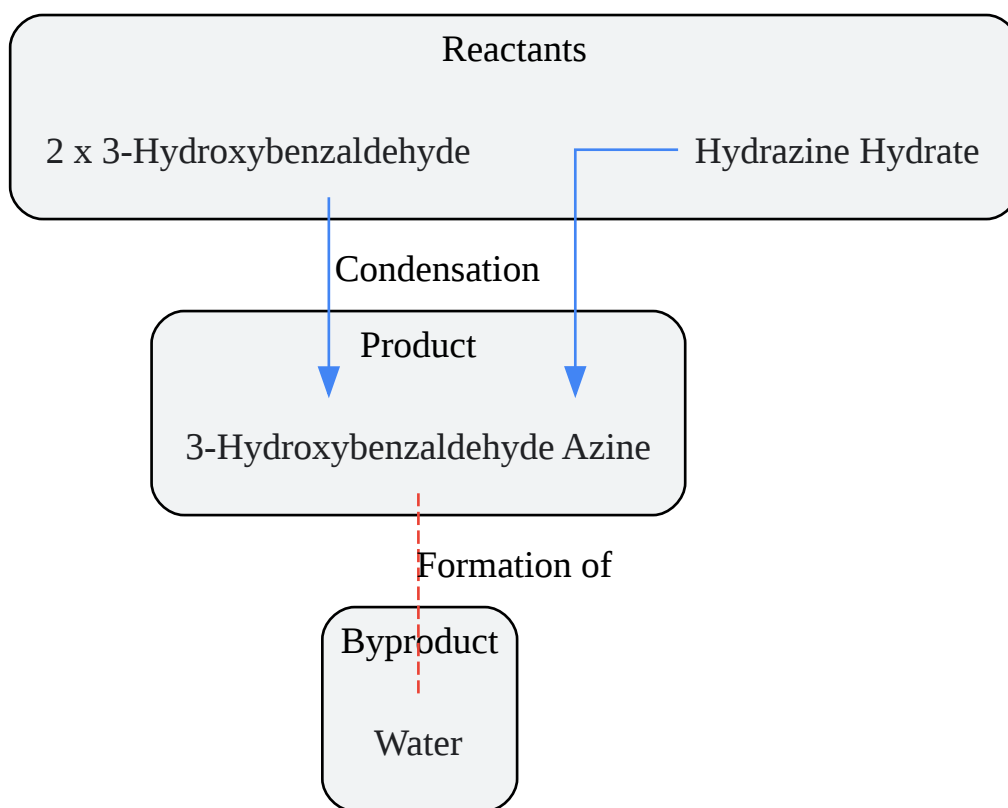 Reactants
2 x 3-Hydroxybenzaldehyde
Hydrazine Hydrate
Condensation
Product
3-Hydroxybenzaldehyde Azine
Formation of
Byproduct
Water